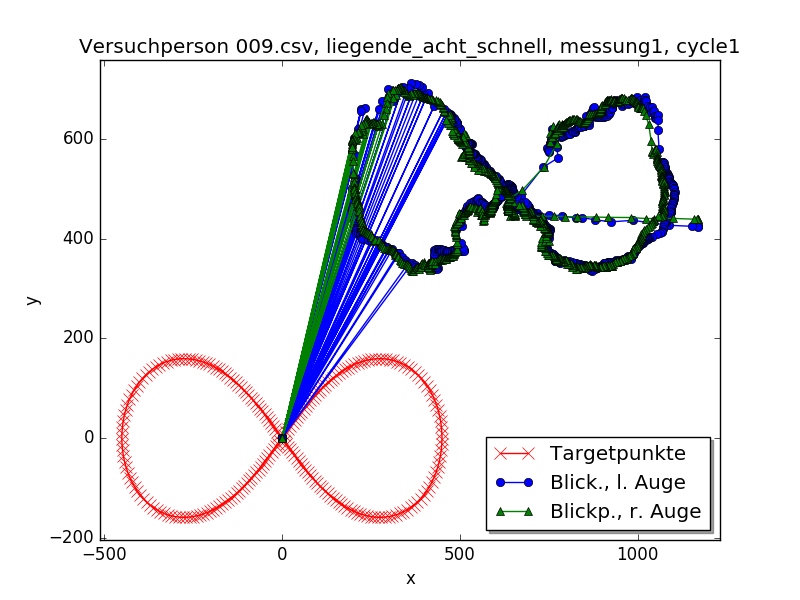 Versuchperson 009.csv, liegende_acht_schnell, messung1, cycle1
600
400
y
200
0
Targetpunkte
Blick., l. Auge
Blickp., r. Auge
−200
−500 0 500 1000
x